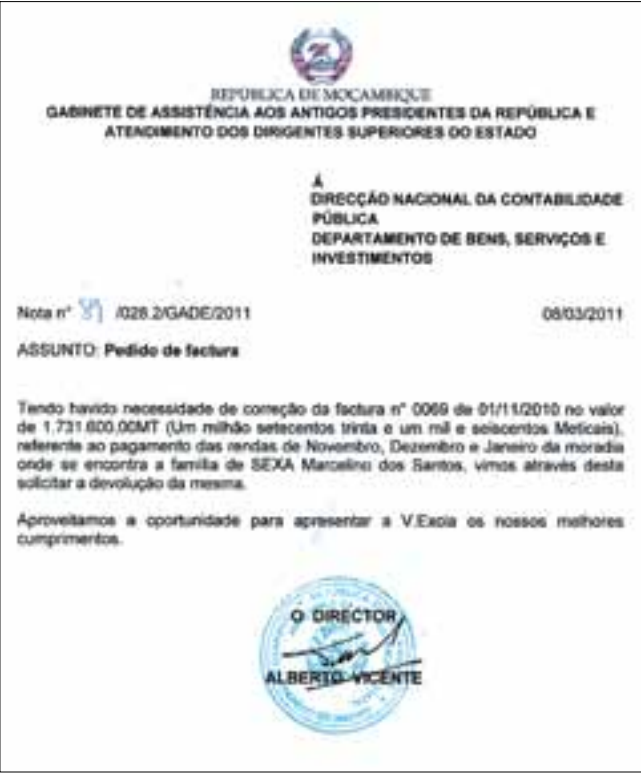 REPÚBLICA DE MOÇAMBIQUE
GABINETE DE ASSISTÊNCIA AOS ANTIGOS PRESIDENTES DA REPÚBLICA E
ATENDIMENTO DOS DIRIGENTES SUPERIORES DO ESTADO
À
DIRECÇÃO NACIONAL DA CONTABILIDADE
PÚBLICA
DEPARTAMENTO DE BENS, SERVIÇOS E
INVESTIMENTOS
Nota n° 89 /028.2/GADE/2011 08/03/2011
ASSUNTO: Pedido de factura
Tendo havido necessidade de correção da factura n° 0069 de 01/11/2010 no valor
de 1.731.600,00MT (Um milhão setecentos trinta e um mil e seiscentos Meticais),
referente ao pagamento das rendas de Novembro, Dezembro e Janeiro da moradia
onde se encontra a família de SEXA Marcelino dos Santos, vimos através desta
solicitar a devolução da mesma.
Aproveitamos a oportunidade para apresentar a V.Excia os nossos melhores
cumprimentos.
O DIRECTOR
ALBERTO VICENTE